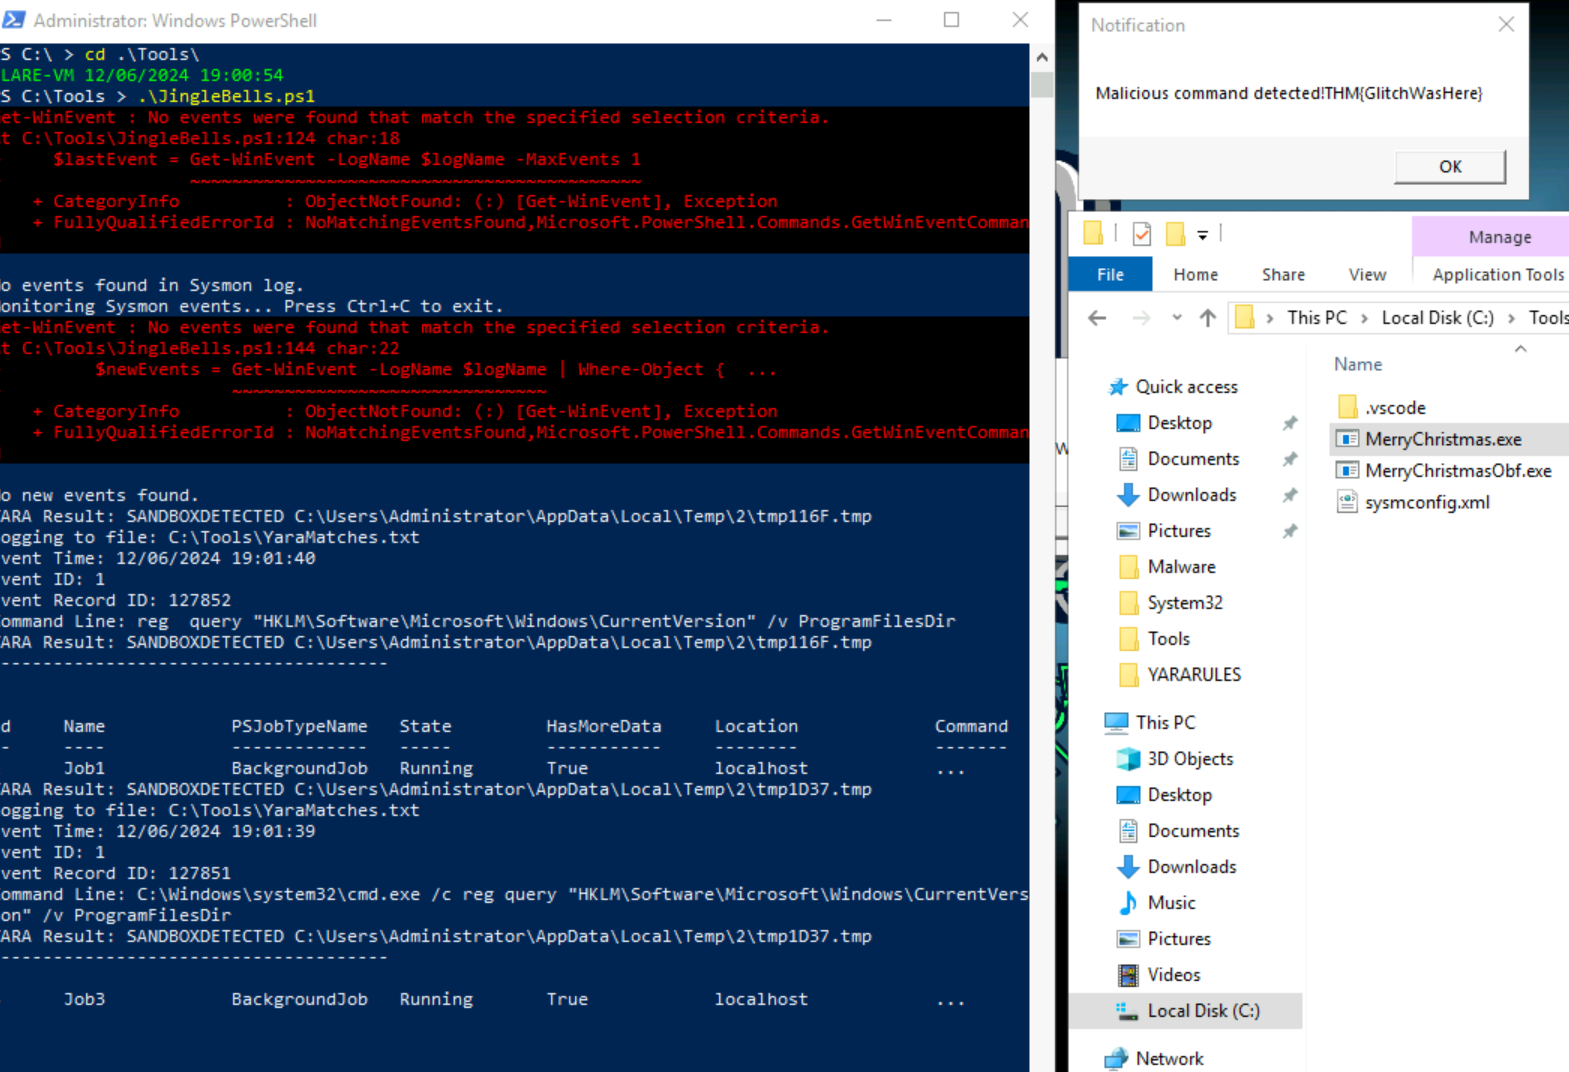 Administrator: Windows PowerShell
S C:\ > cd .\Tools\
LARE-VM 12/06/2024 19:00:54
S C:\Tools > .\JingleBells.ps1
et-WinEvent : No events were found that match the specified selection criteria.
t C:\Tools\JingleBells.ps1:124 char:18
$lastEvent = Get-WinEvent -LogName $logName -MaxEvents 1
~~~~~~~~~~~~~~~~~~~~~~~~~~~~~~~~~~~~~~~~~~~
+ CategoryInfo          : ObjectNotFound: (:) [Get-WinEvent], Exception
+ FullyQualifiedErrorId : NoMatchingEventsFound,Microsoft.PowerShell.Commands.GetWinEventComman
o events found in Sysmon log.
onitoring Sysmon events... Press Ctrl+C to exit.
et-WinEvent : No events were found that match the specified selection criteria.
t C:\Tools\JingleBells.ps1:144 char:22
$newEvents = Get-WinEvent -LogName $logName | Where-Object {  ...
~~~~~~~~~~~~~~~~~~~~~~~~~~~~~~
+ CategoryInfo          : ObjectNotFound: (:) [Get-WinEvent], Exception
+ FullyQualifiedErrorId : NoMatchingEventsFound,Microsoft.PowerShell.Commands.GetWinEventComman
o new events found.
ARA Result: SANDBOXDETECTED C:\Users\Administrator\AppData\Local\Temp\2\tmp116F.tmp
ogging to file: C:\Tools\YaraMatches.txt
vent Time: 12/06/2024 19:01:40
vent ID: 1
vent Record ID: 127852
ommand Line: reg  query "HKLM\Software\Microsoft\Windows\CurrentVersion" /v ProgramFilesDir
ARA Result: SANDBOXDETECTED C:\Users\Administrator\AppData\Local\Temp\2\tmp116F.tmp
-------------------------------------
d     Name            PSJobTypeName   State         HasMoreData     Location             Command
-     ----            -------------   -----         -----------     --------             -------
Job1            BackgroundJob   Running       True            localhost            ...
ARA Result: SANDBOXDETECTED C:\Users\Administrator\AppData\Local\Temp\2\tmp1D37.tmp
ogging to file: C:\Tools\YaraMatches.txt
vent Time: 12/06/2024 19:01:39
vent ID: 1
vent Record ID: 127851
ommand Line: C:\Windows\system32\cmd.exe /c reg query "HKLM\Software\Microsoft\Windows\CurrentVers
on" /v ProgramFilesDir
ARA Result: SANDBOXDETECTED C:\Users\Administrator\AppData\Local\Temp\2\tmp1D37.tmp
-------------------------------------
Job3            BackgroundJob   Running       True            localhost            ...
Notification
Malicious command detected!THM{GlitchWasHere}
OK
Manage
File Home Share View Application Tools
> This PC > Local Disk (C:) > Tools
Name
.vscode
MerryChristmas.exe
MerryChristmasObf.exe
sysmconfig.xml
Quick access
Desktop
Documents
Downloads
Pictures
Malware
System32
Tools
YARARULES
This PC
3D Objects
Desktop
Documents
Downloads
Music
Pictures
Videos
Local Disk (C:)
Network